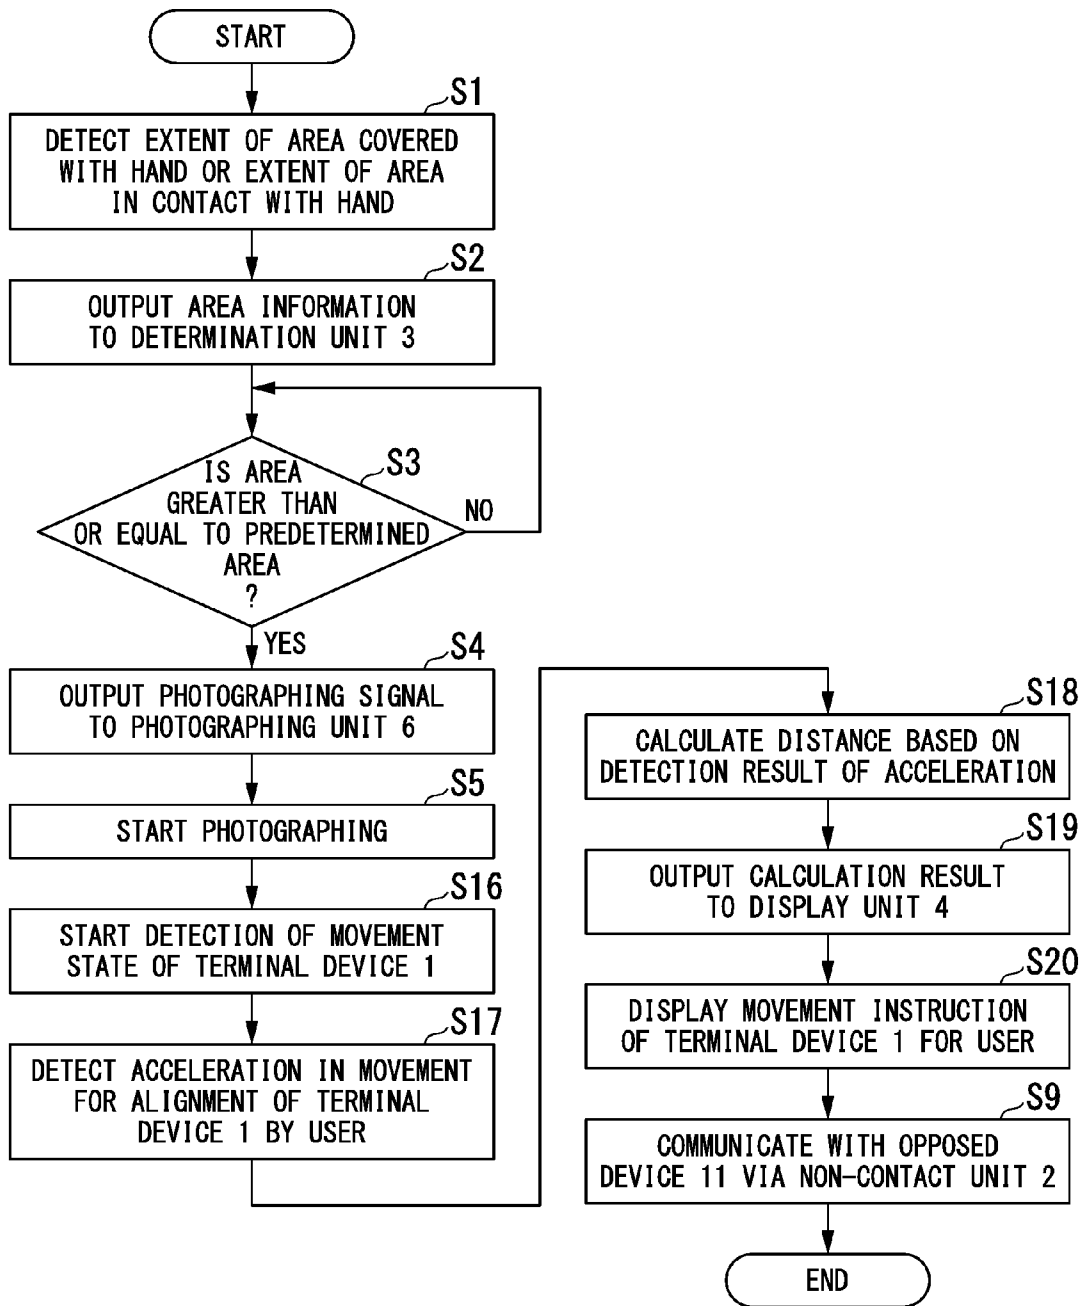 START
S1
DETECT EXTENT OF AREA COVERED
WITH HAND OR EXTENT OF AREA
IN CONTACT WITH HAND
S2
OUTPUT AREA INFORMATION
TO DETERMINATION UNIT 3
S3
IS AREA
GREATER THAN
OR EQUAL TO PREDETERMINED
AREA
?
NO
YES
S4
OUTPUT PHOTOGRAPHING SIGNAL
TO PHOTOGRAPHING UNIT 6
S5
START PHOTOGRAPHING
S16
START DETECTION OF MOVEMENT
STATE OF TERMINAL DEVICE 1
S17
DETECT ACCELERATION IN MOVEMENT
FOR ALIGNMENT OF TERMINAL
DEVICE 1 BY USER
S18
CALCULATE DISTANCE BASED ON
DETECTION RESULT OF ACCELERATION
S19
OUTPUT CALCULATION RESULT
TO DISPLAY UNIT 4
S20
DISPLAY MOVEMENT INSTRUCTION
OF TERMINAL DEVICE 1 FOR USER
S9
COMMUNICATE WITH OPPOSED
DEVICE 11 VIA NON-CONTACT UNIT 2
END